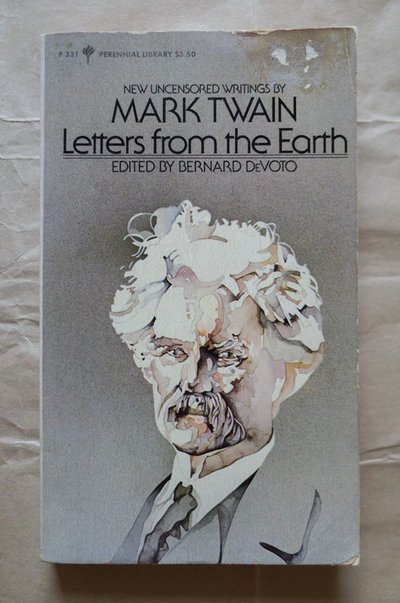 P 331 PERENNIAL LIBRARY $3.50
NEW UNCENSORED WRITINGS BY
MARK TWAIN
Letters from the Earth
EDITED BY BERNARD DeVOTO